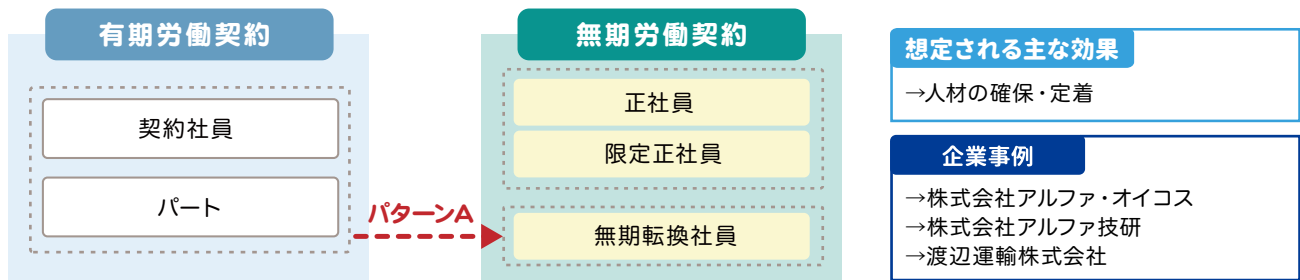 有期労働契約
契約社員
パート
パターンA
無期労働契約
正社員
限定正社員
無期転換社員
想定される主な効果
→人材の確保・定着
企業事例
→株式会社アルファ・オイコス
→株式会社アルファ技研
→渡辺運輸株式会社